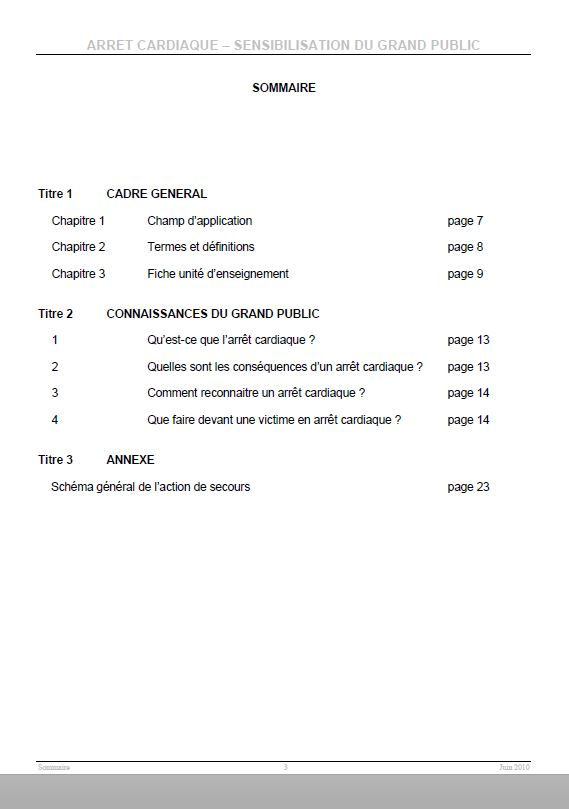 ARRET CARDIAQUE – SENSIBILISATION DU GRAND PUBLIC
SOMMAIRE
Titre 1 CADRE GENERAL
Chapitre 1 Champ d’application page 7
Chapitre 2 Termes et définitions page 8
Chapitre 3 Fiche unité d’enseignement page 9
Titre 2 CONNAISSANCES DU GRAND PUBLIC
1 Qu’est-ce que l’arrêt cardiaque ? page 13
2 Quelles sont les conséquences d’un arrêt cardiaque ? page 13
3 Comment reconnaitre un arrêt cardiaque ? page 14
4 Que faire devant une victime en arrêt cardiaque ? page 14
Titre 3 ANNEXE
Schéma général de l’action de secours page 23
Sommaire 3 Juin 2010